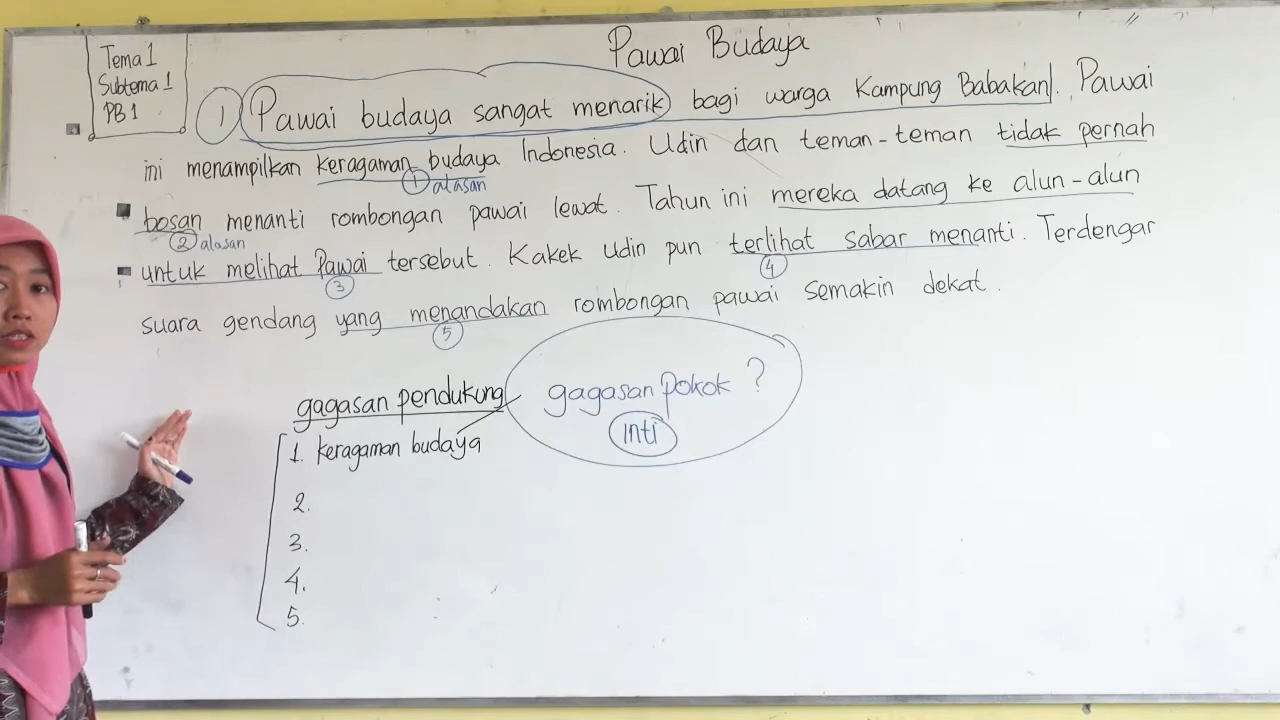 Pawai Budaya
Tema 1
Subtema 1
PB 1
1 Pawai budaya sangat menarik bagi warga Kampung Babakan. Pawai
ini menampilkan keragaman budaya Indonesia. Udin dan teman-teman tidak pernah
1 alasan
bosan menanti rombongan pawai lewat. Tahun ini mereka datang ke alun-alun
2 alasan
untuk melihat Pawai tersebut. Kakek Udin pun terlihat sabar menanti. Terdengar
3 4
suara gendang yang menandakan rombongan pawai semakin dekat.
5
gagasan pendukung
gagasan Pokok ?
inti
1. keragaman budaya
2.
3.
4.
5.